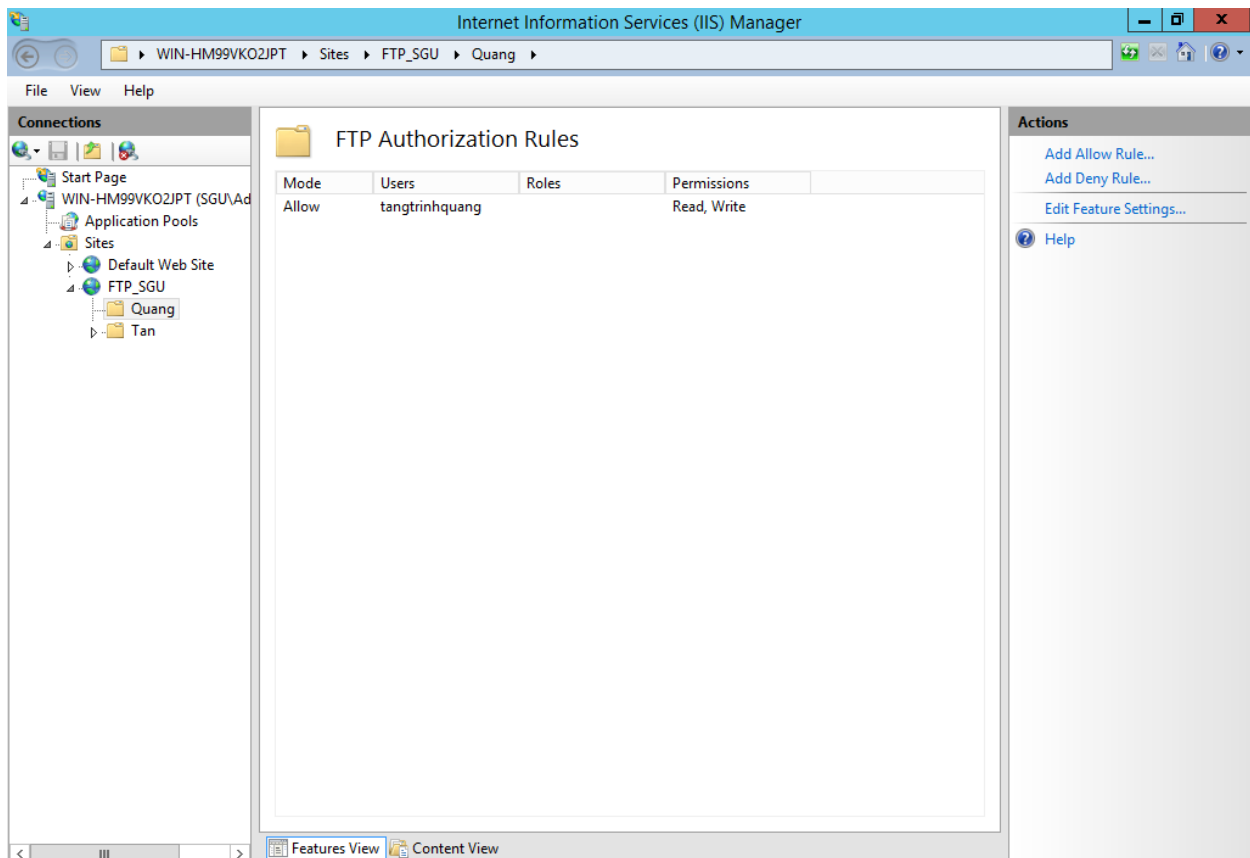 Internet Information Services (IIS) Manager
WIN-HM99VKO2JPT Sites FTP_SGU Quang
File View Help
Connections
Start Page
WIN-HM99VKO2JPT (SGU\Ad
Application Pools
Sites
Default Web Site
FTP_SGU
Quang
Tan
FTP Authorization Rules
Mode Users Roles Permissions
Allow tangtrinhquang Read, Write
Features View Content View
Actions
Add Allow Rule...
Add Deny Rule...
Edit Feature Settings...
Help